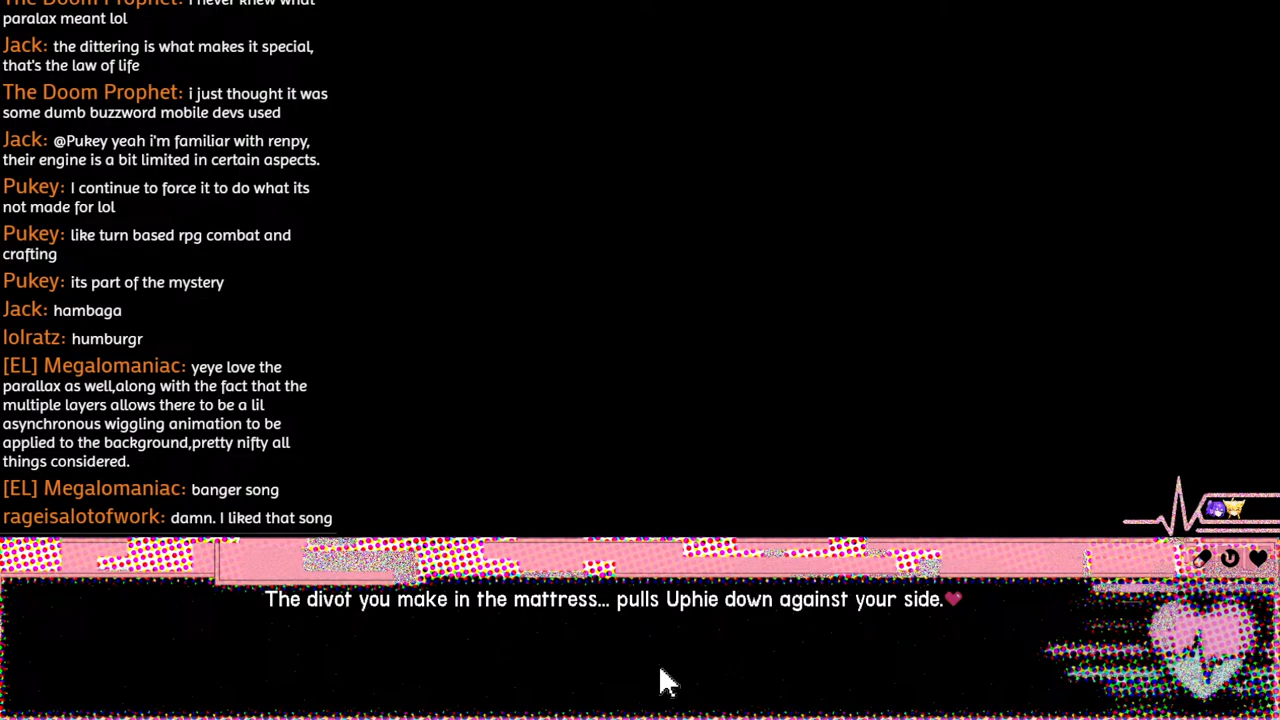 The Doom Prophet: I never knew what
paralax meant lol
Jack: the dittering is what makes it special,
that's the law of life
The Doom Prophet: i just thought it was
some dumb buzzword mobile devs used
Jack: @Pukey yeah i'm familiar with renpy,
their engine is a bit limited in certain aspects.
Pukey: I continue to force it to do what its
not made for lol
Pukey: like turn based rpg combat and
crafting
Pukey: its part of the mystery
Jack: hambaga
lolratz: humburgr
[EL] Megalomaniac: yeye love the
parallax as well,along with the fact that the
multiple layers allows there to be a lil
asynchronous wiggling animation to be
applied to the background,pretty nifty all
things considered.
[EL] Megalomaniac: banger song
rageisalotofwork: damn. I liked that song
The divot you make in the mattress... pulls Uphie down against your side.